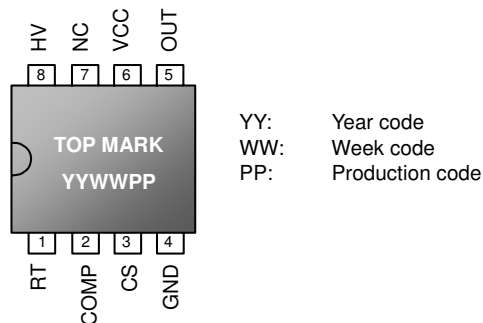 HV NC VCC OUT
8 7 6 5
TOP MARK
YYWWPP
1 2 3 4
RT COMP CS GND
YY: Year code
WW: Week code
PP: Production code